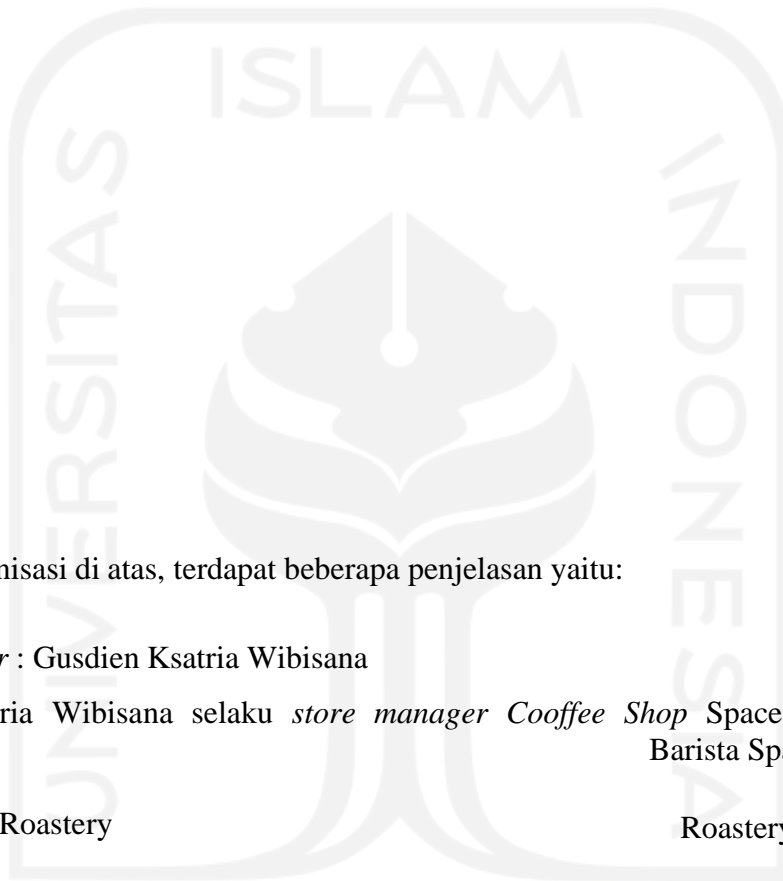 ISLAM
UNIVERSITAS
INDONESIA
nisasi di atas, terdapat beberapa penjelasan yaitu:
r : Gusdien Ksatria Wibisana
ria Wibisana selaku store manager Cooffee Shop Space
Barista Sp
Roastery
Roastery